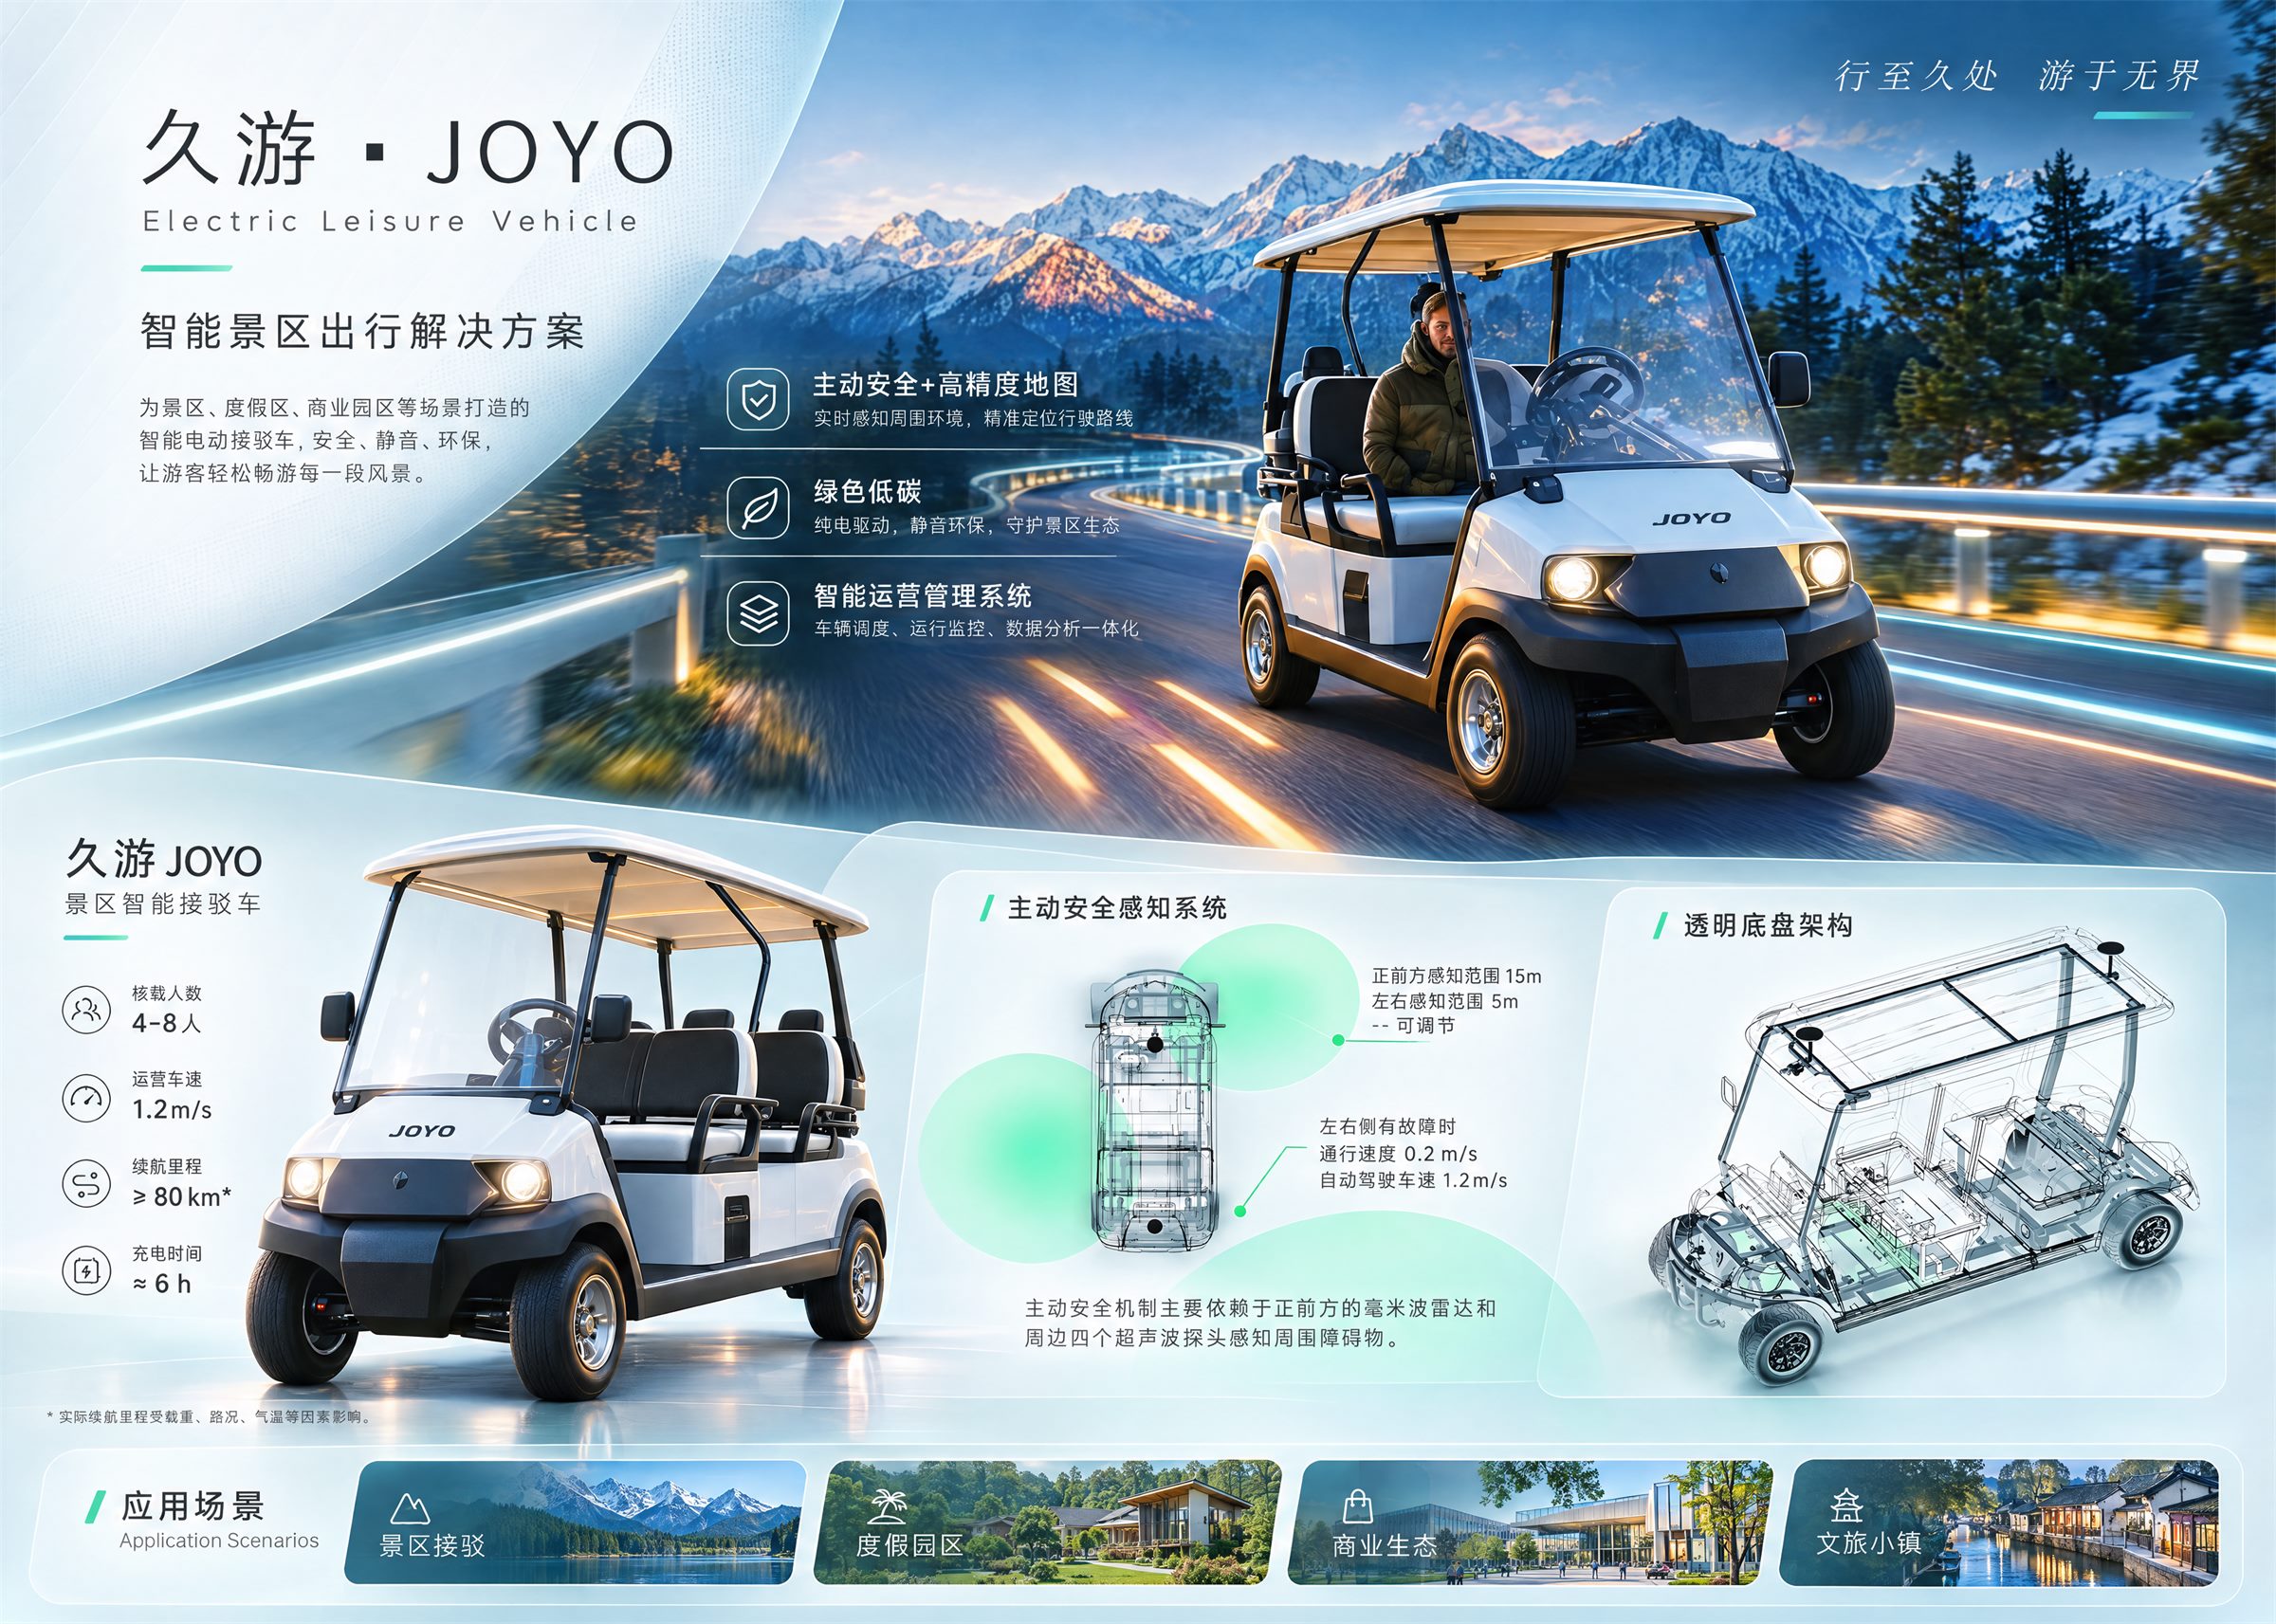 行至久处 游于无界
久游 ▪ JOYO
Electric Leisure Vehicle
智能景区出行解决方案
为景区、度假区、商业园区等场景打造的
智能电动接驳车，安全、静音、环保，
让游客轻松畅游每一段风景。
主动安全+高精度地图
实时感知周围环境，精准定位行驶路线
绿色低碳
纯电驱动，静音环保，守护景区生态
智能运营管理系统
车辆调度、运行监控、数据分析一体化
JOYO
久游 JOYO
景区智能接驳车
核载人数
4-8人
运营车速
1.2m/s
续航里程
≥ 80 km*
充电时间
≈ 6 h
JOYO
* 实际续航里程受载重、路况、气温等因素影响。
主动安全感知系统
正前方感知范围 15m
左右感知范围 5m
-- 可调节
左右侧有故障时
通行速度 0.2 m/s
自动驾驶车速 1.2m/s
主动安全机制主要依赖于正前方的毫米波雷达和
周边四个超声波探头感知周围障碍物。
透明底盘架构
应用场景
Application Scenarios
景区接驳
度假园区
商业生态
文旅小镇